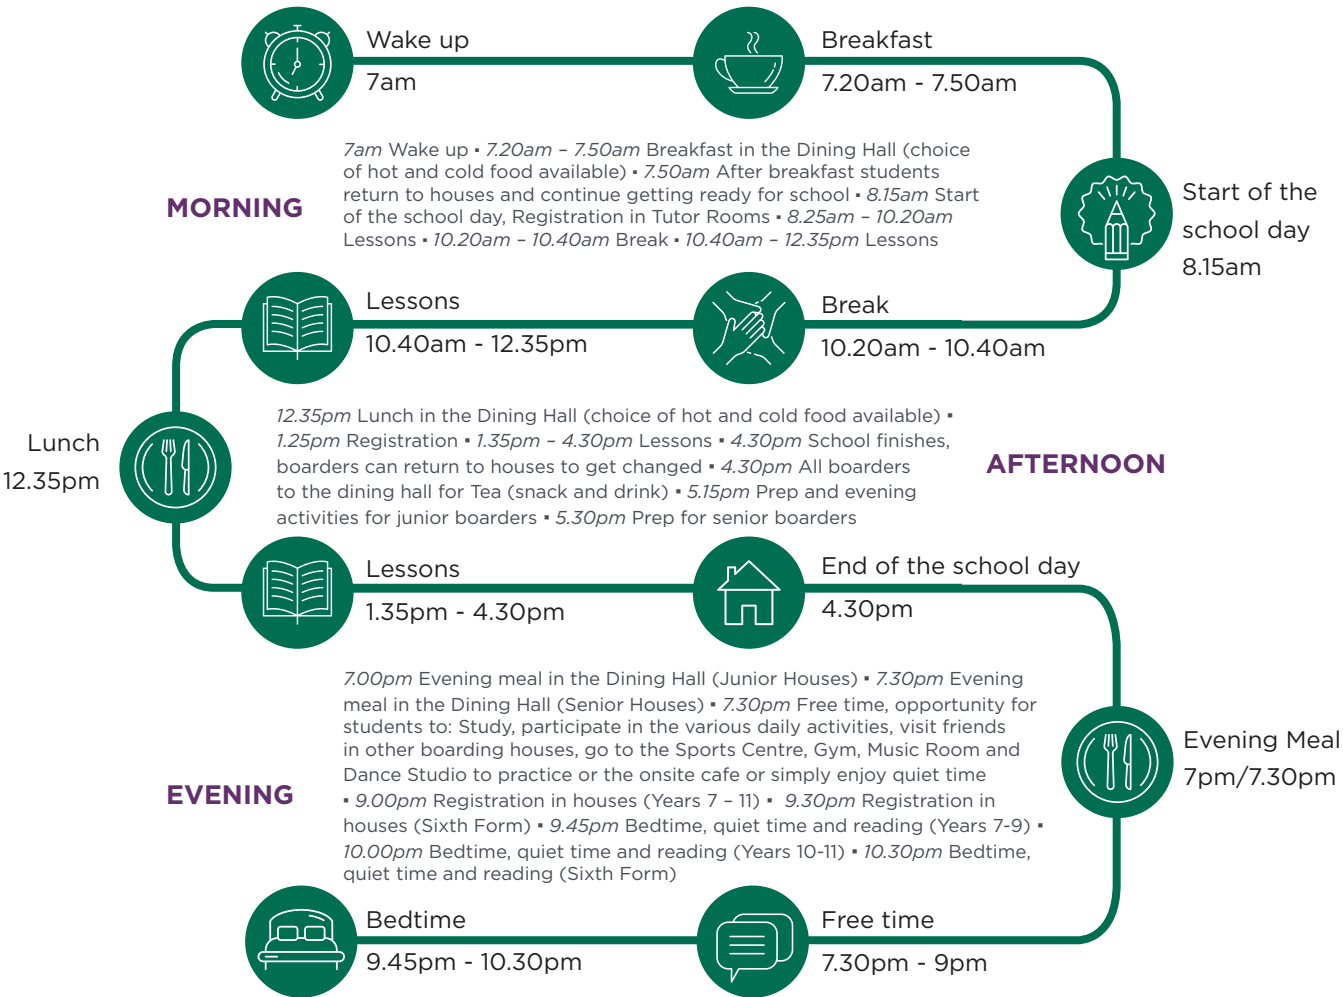 Wake up
7am
Breakfast
7.20am - 7.50am
7am Wake up ▪ 7.20am – 7.50am Breakfast in the Dining Hall (choice
of hot and cold food available) ▪ 7.50am After breakfast students
return to houses and continue getting ready for school ▪ 8.15am Start
of the school day, Registration in Tutor Rooms ▪ 8.25am – 10.20am
Lessons ▪ 10.20am – 10.40am Break ▪ 10.40am – 12.35pm Lessons
MORNING
Start of the
school day
8.15am
Lessons
10.40am - 12.35pm
Break
10.20am - 10.40am
Lunch
12.35pm
12.35pm Lunch in the Dining Hall (choice of hot and cold food available) ▪
1.25pm Registration ▪ 1.35pm – 4.30pm Lessons ▪ 4.30pm School finishes,
boarders can return to houses to get changed ▪ 4.30pm All boarders
to the dining hall for Tea (snack and drink) ▪ 5.15pm Prep and evening
activities for junior boarders ▪ 5.30pm Prep for senior boarders
AFTERNOON
Lessons
1.35pm - 4.30pm
End of the school day
4.30pm
7.00pm Evening meal in the Dining Hall (Junior Houses) ▪ 7.30pm Evening
meal in the Dining Hall (Senior Houses) ▪ 7.30pm Free time, opportunity for
students to: Study, participate in the various daily activities, visit friends
in other boarding houses, go to the Sports Centre, Gym, Music Room and
Dance Studio to practice or the onsite cafe or simply enjoy quiet time
▪ 9.00pm Registration in houses (Years 7 – 11) ▪ 9.30pm Registration in
houses (Sixth Form) ▪ 9.45pm Bedtime, quiet time and reading (Years 7-9) ▪
10.00pm Bedtime, quiet time and reading (Years 10-11) ▪ 10.30pm Bedtime,
quiet time and reading (Sixth Form)
EVENING
Evening Meal
7pm/7.30pm
Bedtime
9.45pm - 10.30pm
Free time
7.30pm - 9pm